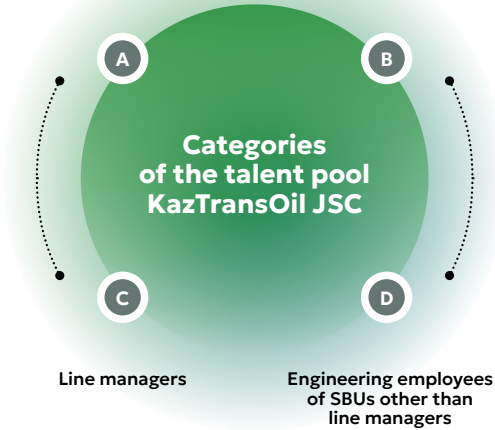 A
B
Categories
of the talent pool
KazTransOil JSC
C
D
Line managers
Engineering employees
of SBUs other than
line managers